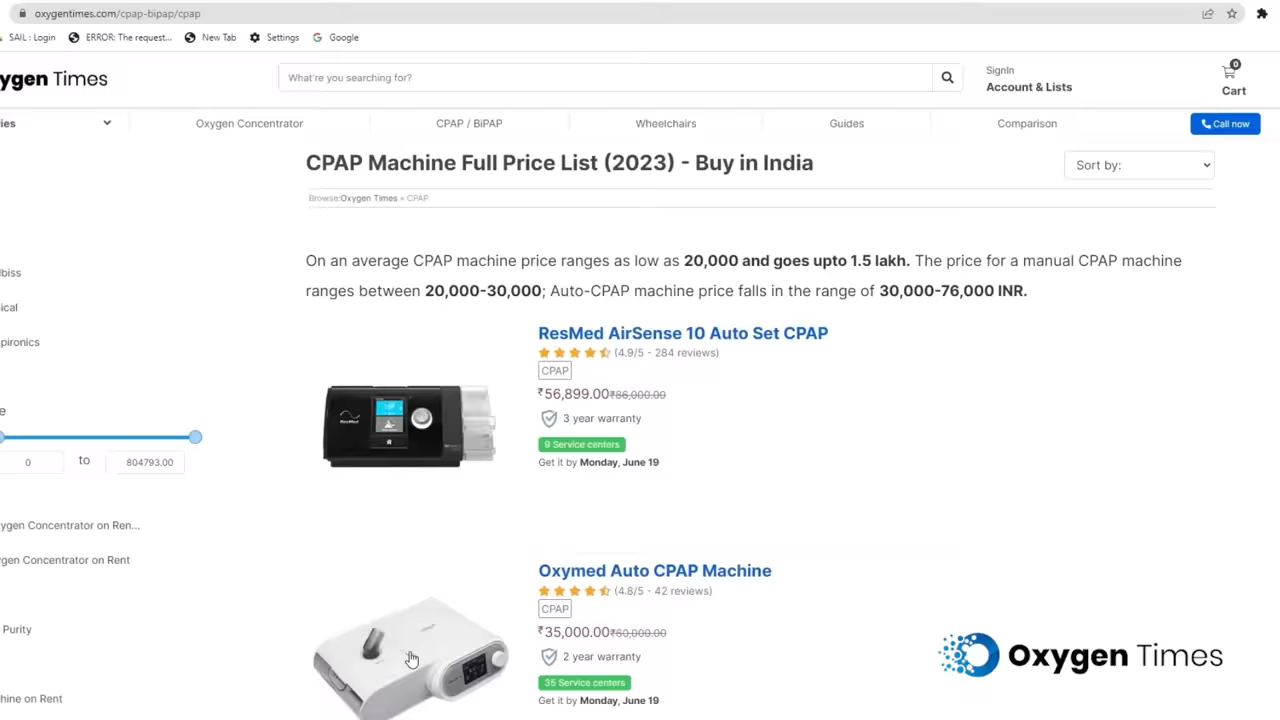 oxygentimes.com/cpap-bipap/cpap
SAIL : Login ERROR: The request... New Tab Settings Google
ygen Times
What're you searching for?
SignIn
Account & Lists
0
Cart
ies Oxygen Concentrator CPAP / BiPAP Wheelchairs Guides Comparison Call now
CPAP Machine Full Price List (2023) - Buy in India
Sort by:
Browse:Oxygen Times » CPAP
On an average CPAP machine price ranges as low as 20,000 and goes upto 1.5 lakh. The price for a manual CPAP machine
ranges between 20,000-30,000; Auto-CPAP machine price falls in the range of 30,000-76,000 INR.
lbiss
ical
pironics
e
0 to 804793.00
ygen Concentrator on Ren...
ygen Concentrator on Rent
Purity
hine on Rent
ResMed AirSense 10 Auto Set CPAP
(4.9/5 - 284 reviews)
CPAP
₹56,899.00₹86,000.00
3 year warranty
9 Service centers
Get it by Monday, June 19
ResMed
Oxymed Auto CPAP Machine
(4.8/5 - 42 reviews)
CPAP
₹35,000.00₹60,000.00
2 year warranty
35 Service centers
Get it by Monday, June 19
Oxygen Times